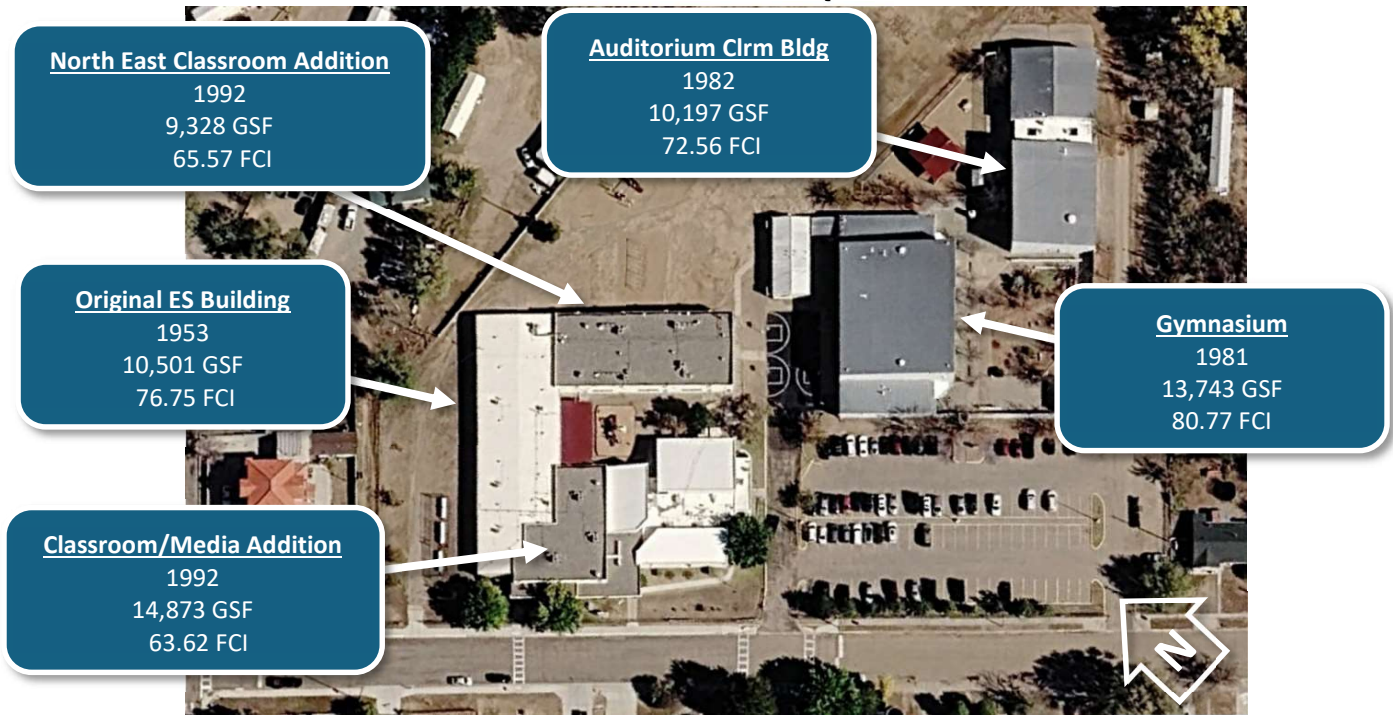 North East Classroom Addition
1992
9,328 GSF
65.57 FCI
Auditorium Clrm Bldg
1982
10,197 GSF
72.56 FCI
Original ES Building
1953
10,501 GSF
76.75 FCI
Gymnasium
1981
13,743 GSF
80.77 FCI
Classroom/Media Addition
1992
14,873 GSF
63.62 FCI
N